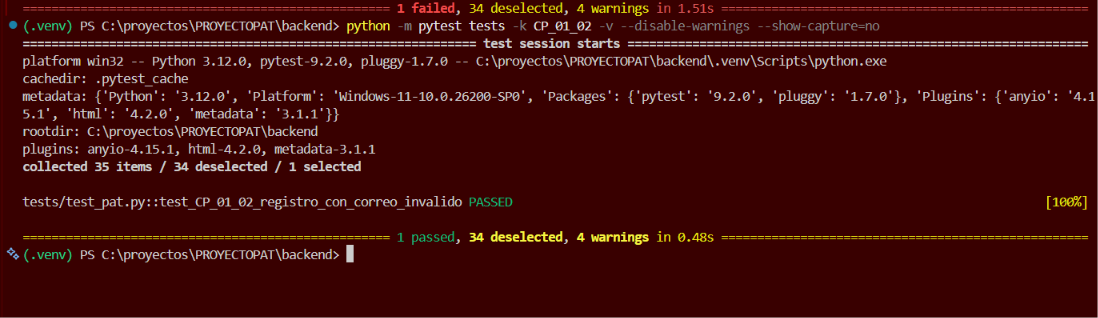 ================================================ 1 failed, 34 deselected, 4 warnings in 1.51s ================================================
(.venv) PS C:\proyectos\PROYECTOPAT\backend> python -m pytest tests -k CP_01_02 -v --disable-warnings --show-capture=no
============================================================ test session starts ============================================================
platform win32 -- Python 3.12.0, pytest-9.2.0, pluggy-1.7.0 -- C:\proyectos\PROYECTOPAT\backend\.venv\Scripts\python.exe
cachedir: .pytest_cache
metadata: {'Python': '3.12.0', 'Platform': 'Windows-11-10.0.26200-SP0', 'Packages': {'pytest': '9.2.0', 'pluggy': '1.7.0'}, 'Plugins': {'anyio': '4.1
5.1', 'html': '4.2.0', 'metadata': '3.1.1'}}
rootdir: C:\proyectos\PROYECTOPAT\backend
plugins: anyio-4.15.1, html-4.2.0, metadata-3.1.1
collected 35 items / 34 deselected / 1 selected
tests/test_pat.py::test_CP_01_02_registro_con_correo_invalido PASSED [100%]
================================================ 1 passed, 34 deselected, 4 warnings in 0.48s ================================================
(.venv) PS C:\proyectos\PROYECTOPAT\backend>